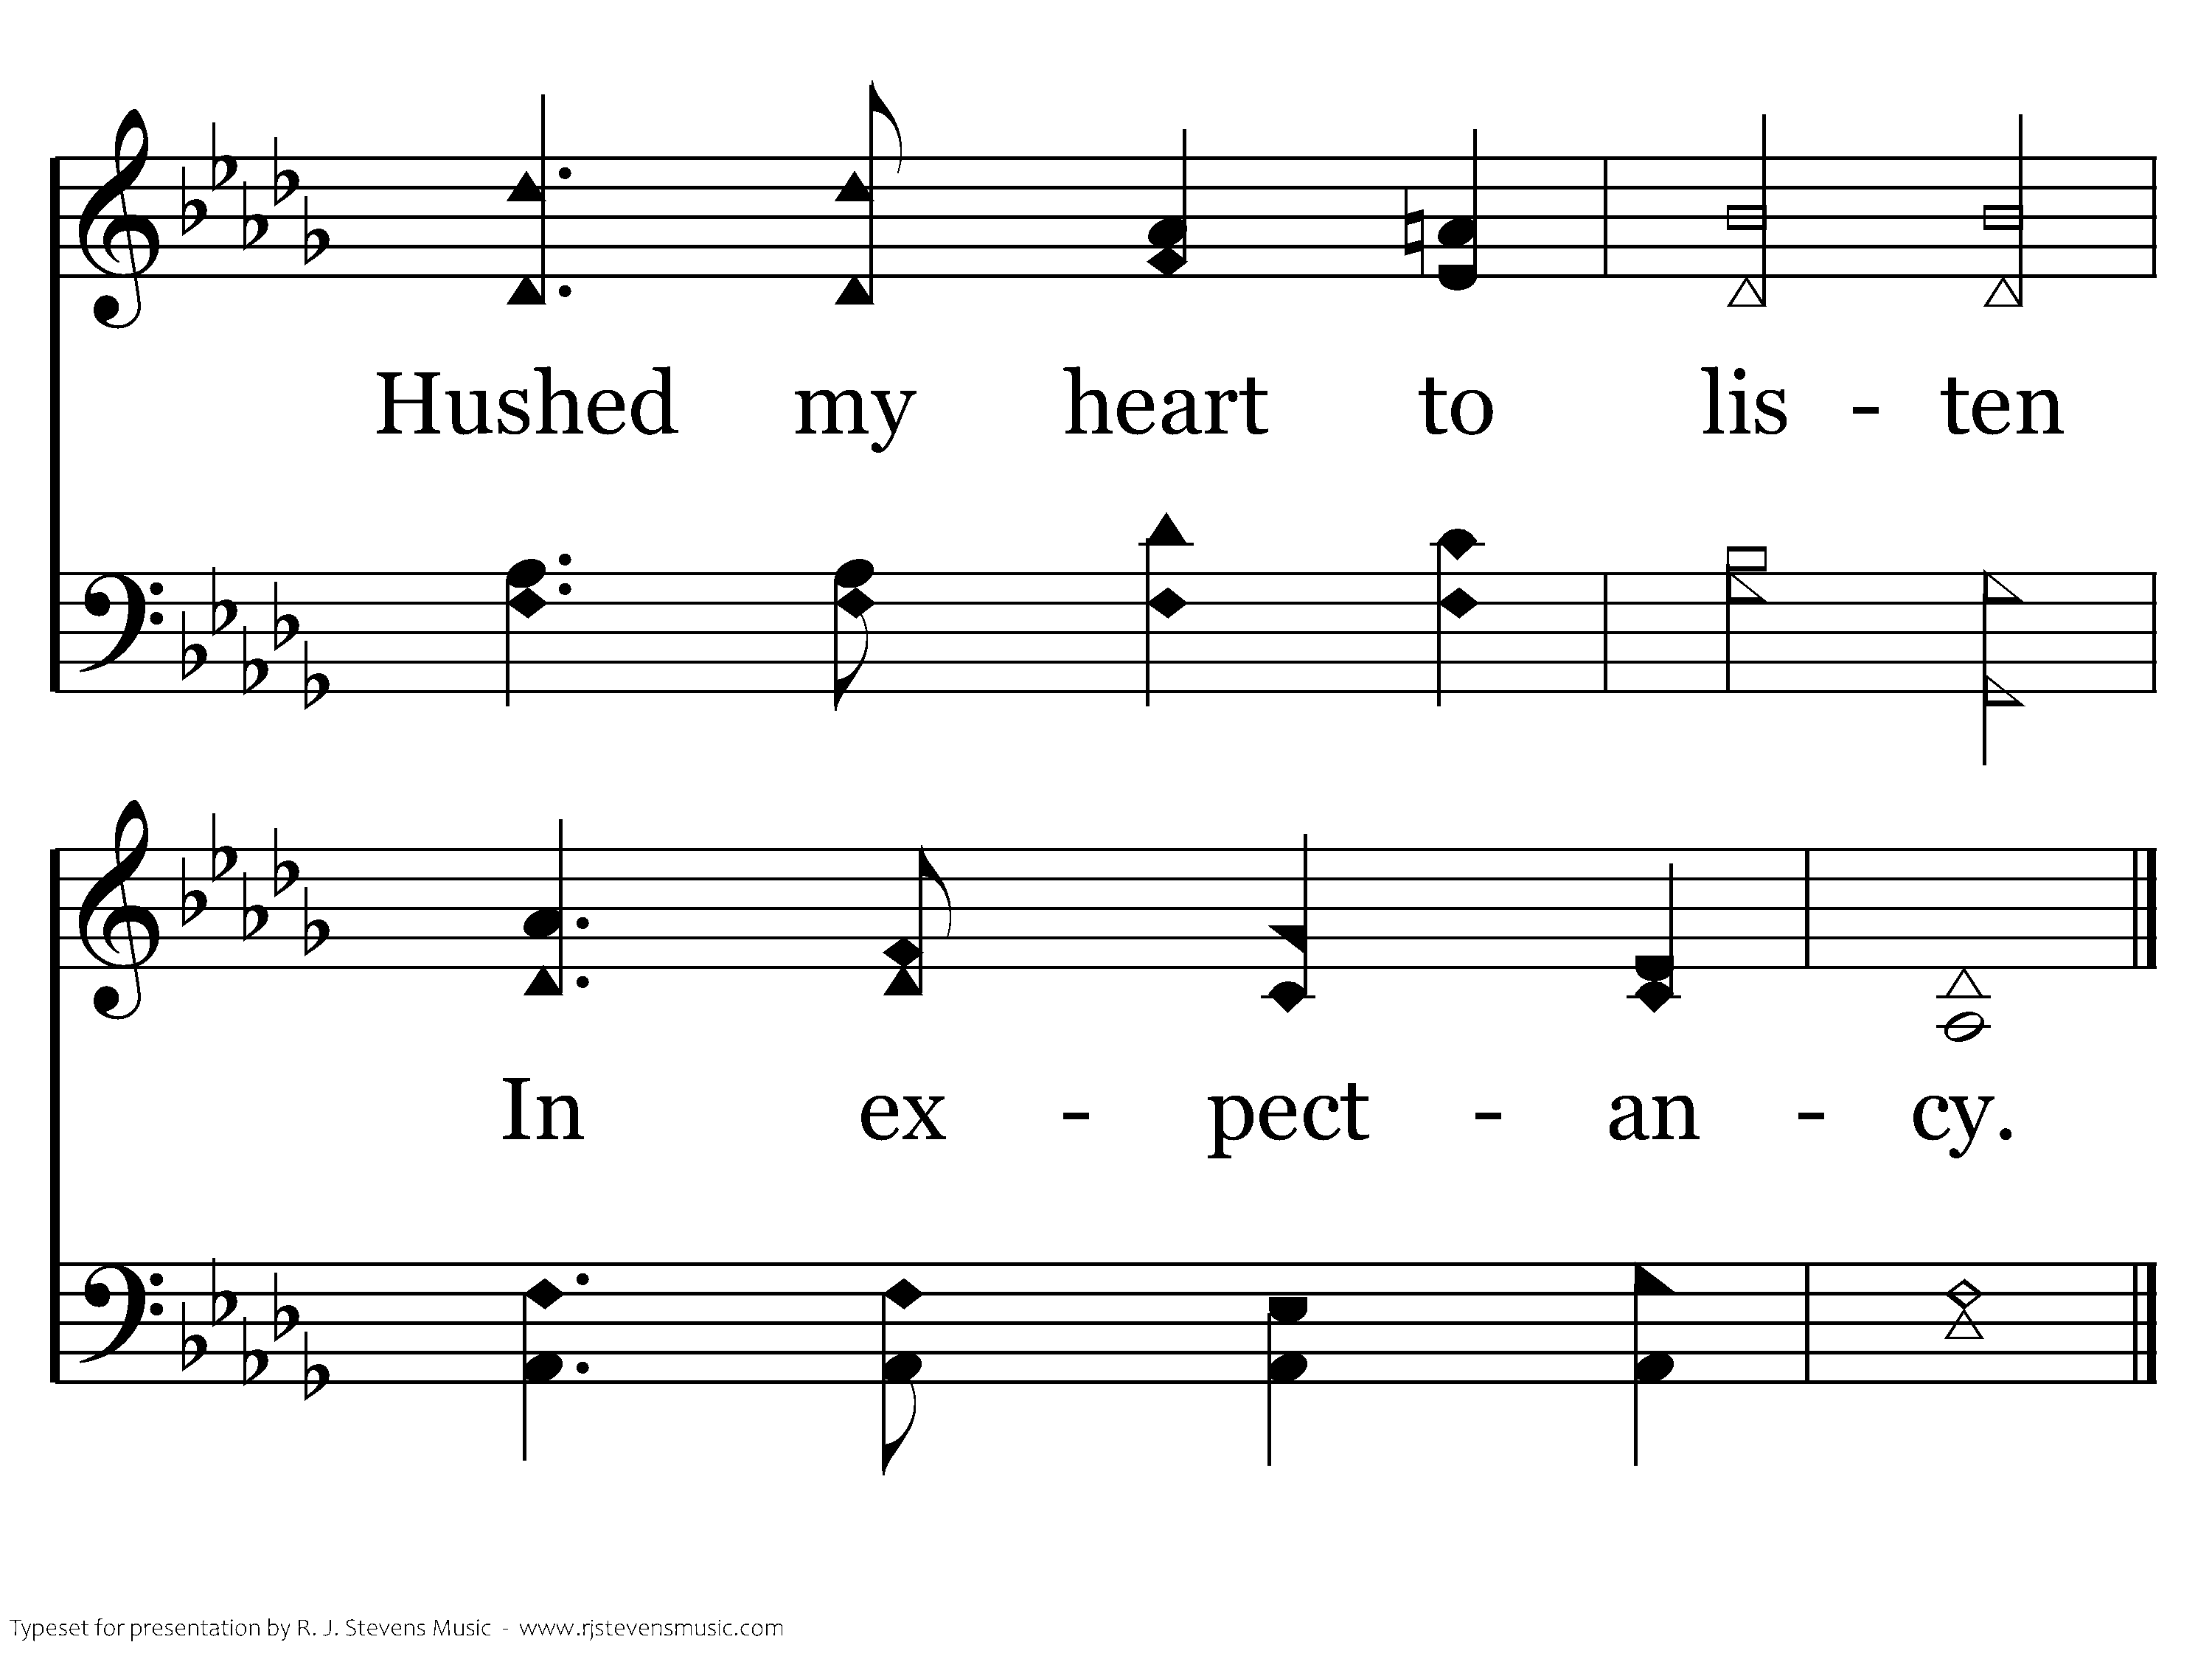 Hushed my heart to lis - ten
In ex - pect - an - cy.
Typeset for presentation by R. J. Stevens Music - www.rjstevensmusic.com